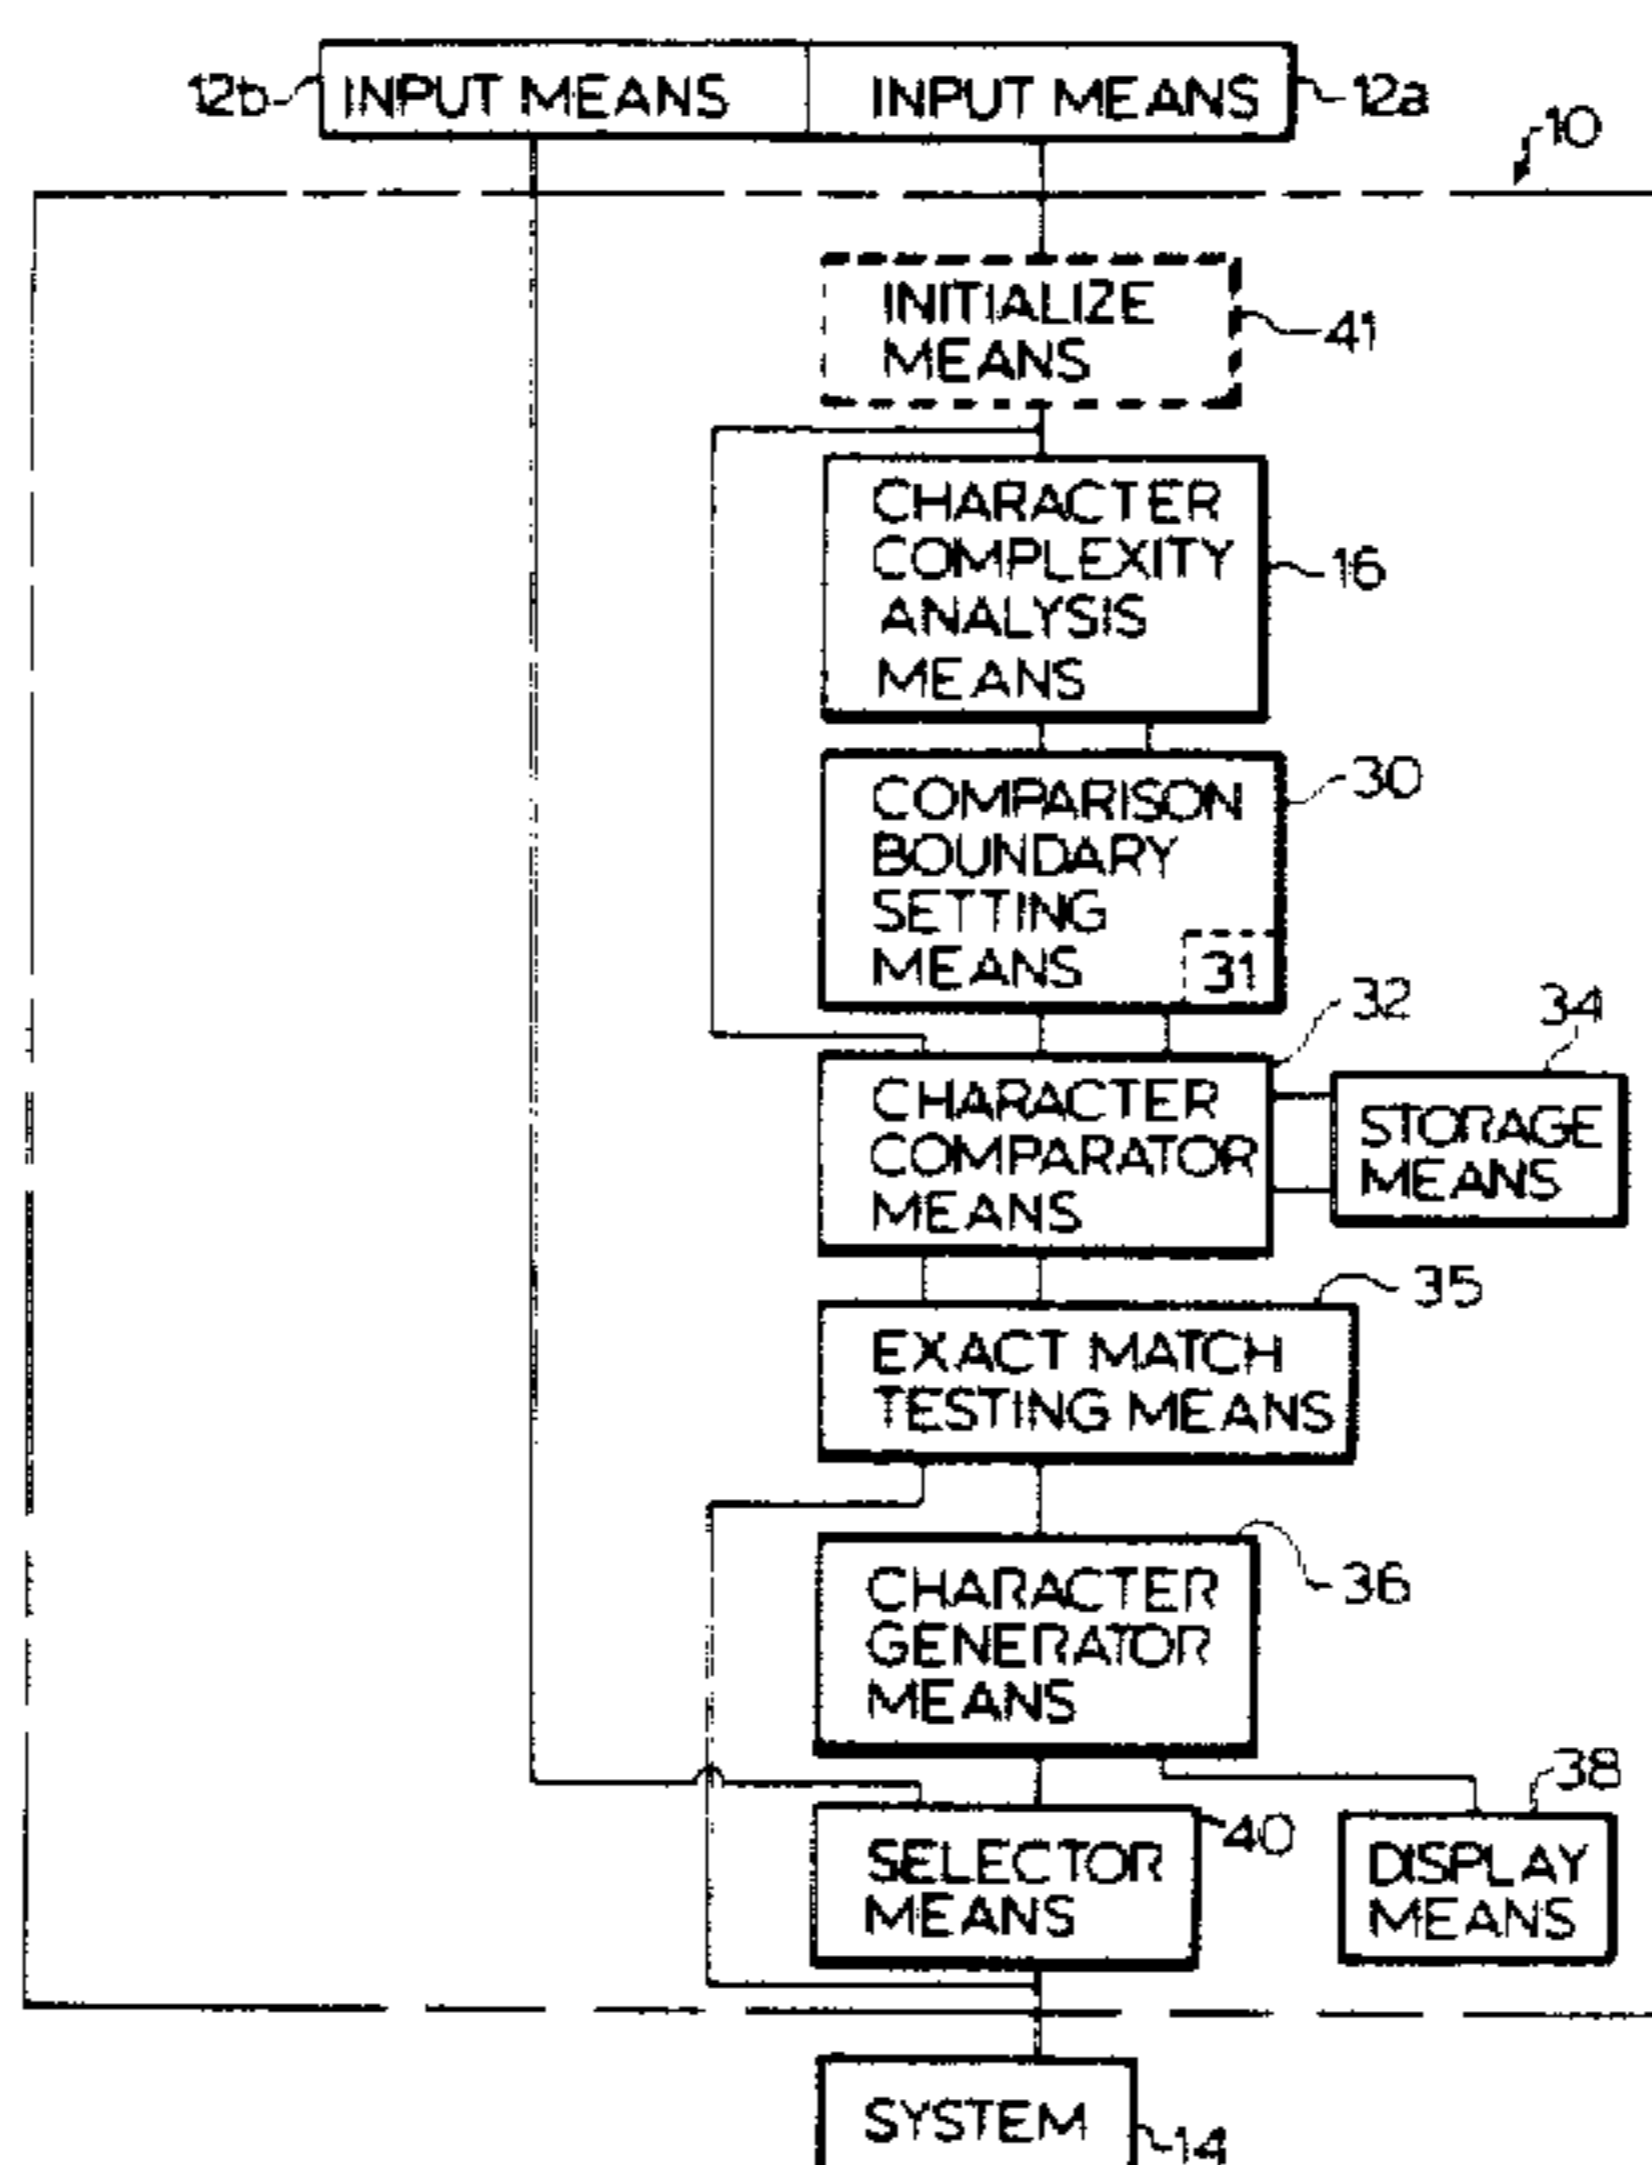 12b INPUT MEANS INPUT MEANS 12a
10
INITIALIZE
MEANS
41
CHARACTER
COMPLEXITY
ANALYSIS
MEANS
16
COMPARISON
BOUNDARY
SETTING
MEANS
31
30
CHARACTER
COMPARATOR
MEANS
32
34
STORAGE
MEANS
35
EXACT MATCH
TESTING MEANS
CHARACTER
GENERATOR
MEANS
36
SELECTOR
MEANS
40
38
DISPLAY
MEANS
SYSTEM
14